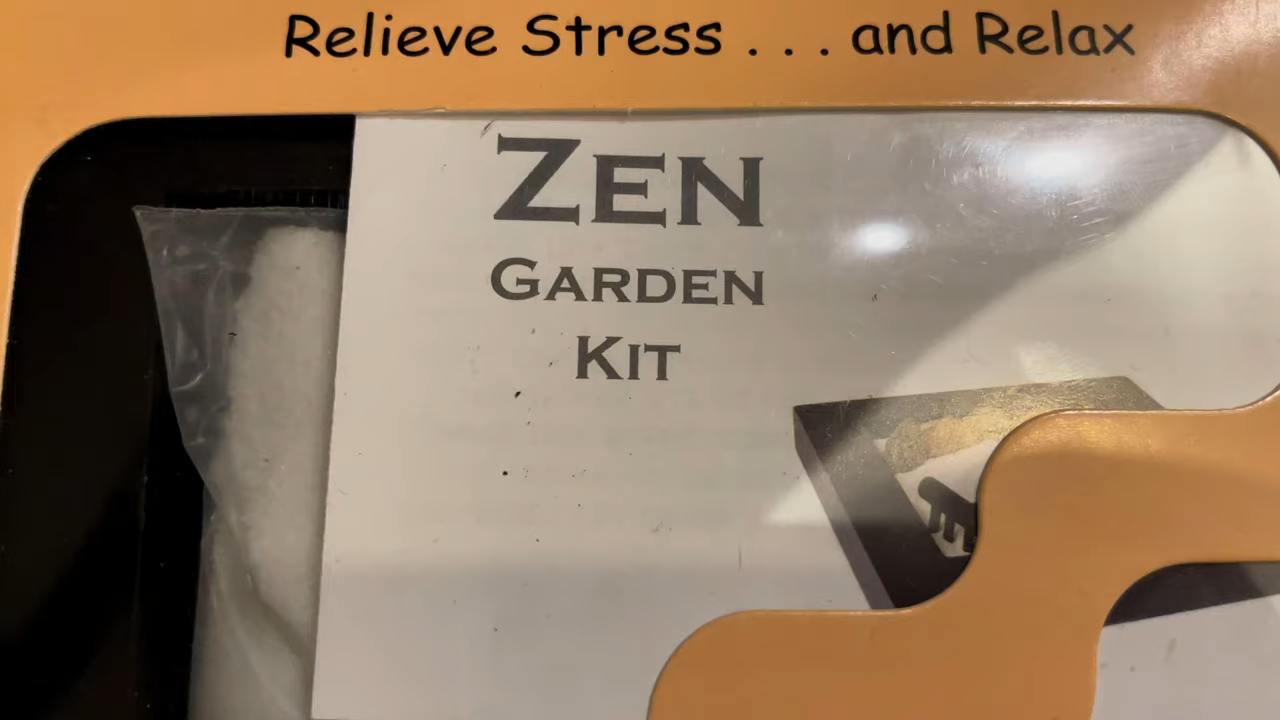 Relieve Stress . . . and Relax
ZEN
GARDEN
KIT